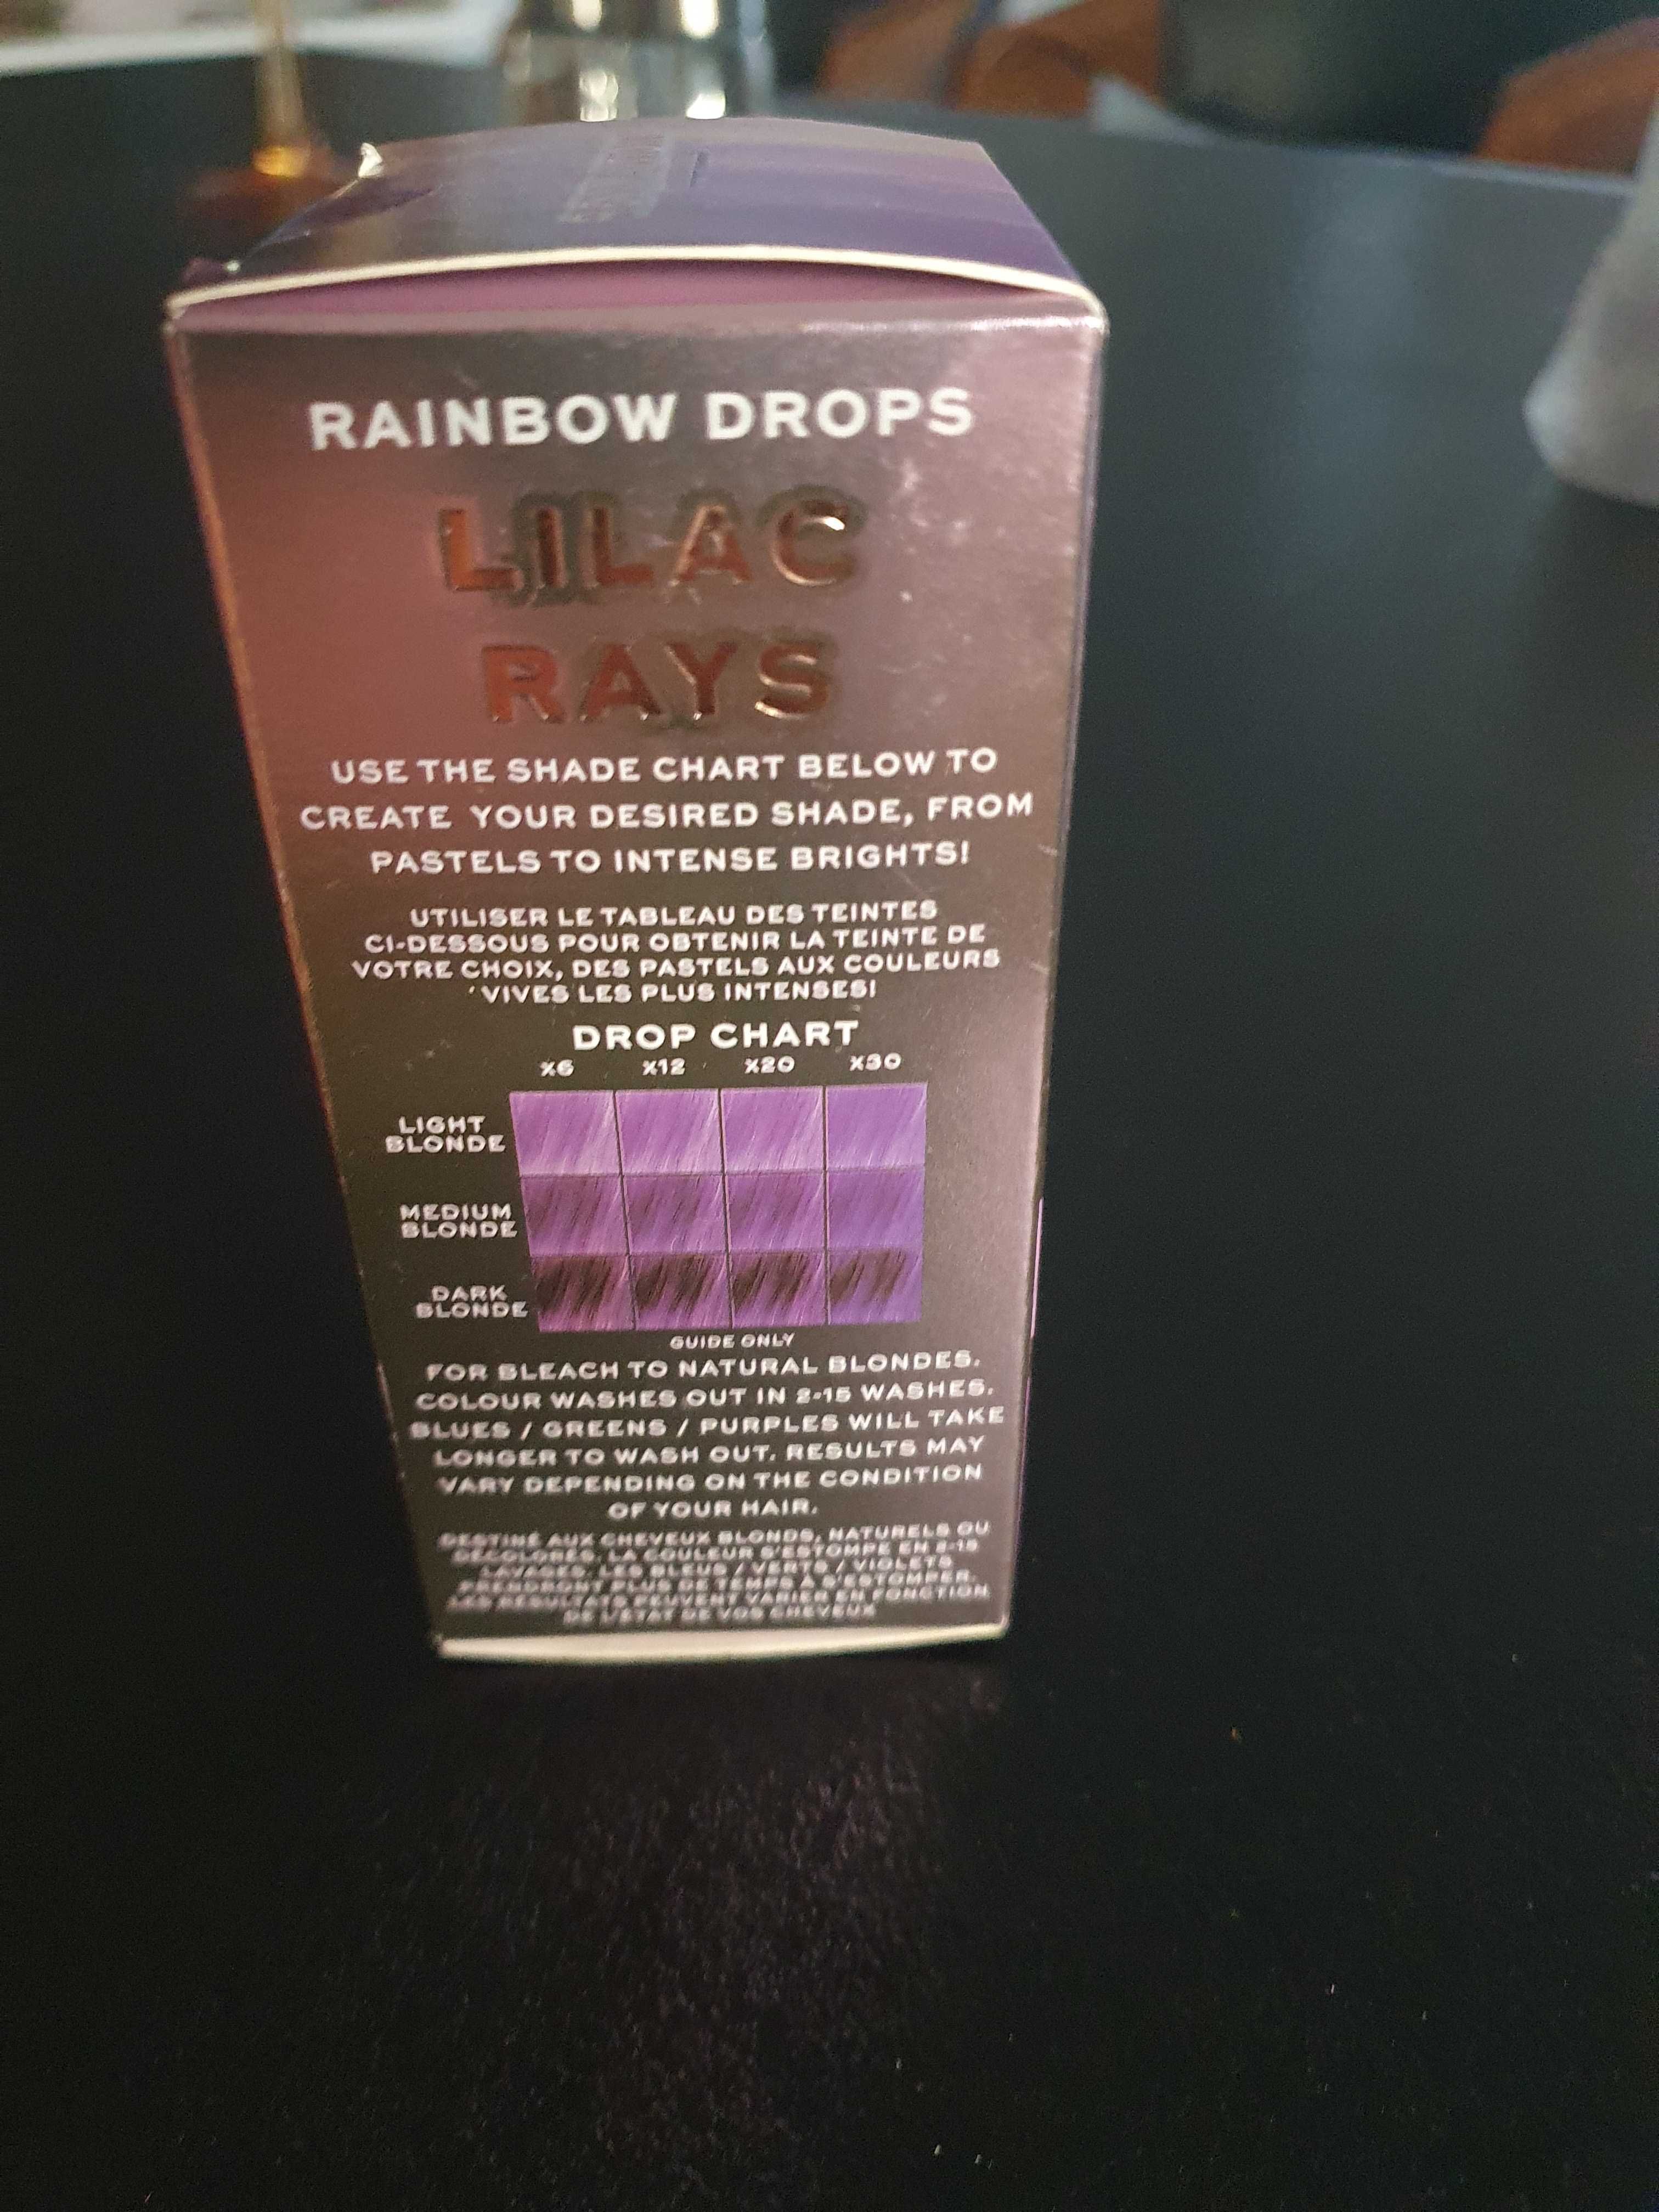 RAINBOW DROPS
LILAC
RAYS
USE THE SHADE CHART BELOW TO
CREATE YOUR DESIRED SHADE, FROM
PASTELS TO INTENSE BRIGHTS!
UTILISER LE TABLEAU DES TEINTES
CI-DESSOUS POUR OBTENIR LA TEINTE DE
VOTRE CHOIX, DES PASTELS AUX COULEURS
VIVES LES PLUS INTENSES!
DROP CHART
X6 X12 X20 X30
LIGHT
BLONDE
MEDIUM
BLONDE
DARK
BLONDE
GUIDE ONLY
FOR BLEACH TO NATURAL BLONDES.
COLOUR WASHES OUT IN 2-15 WASHES.
BLUES / GREENS / PURPLES WILL TAKE
LONGER TO WASH OUT. RESULTS MAY
VARY DEPENDING ON THE CONDITION
OF YOUR HAIR.
DESTINÉ AUX CHEVEUX BLONDS, NATURELS OU
DÉCOLORÉS. LA COULEUR S'ESTOMPE EN 2-15
LAVAGES. LES BLEUS / VERTS / VIOLETS
PRENDRONT PLUS DE TEMPS À S'ESTOMPER.
LES RÉSULTATS PEUVENT VARIER EN FONCTION
DE L'ÉTAT DE VOS CHEVEUX